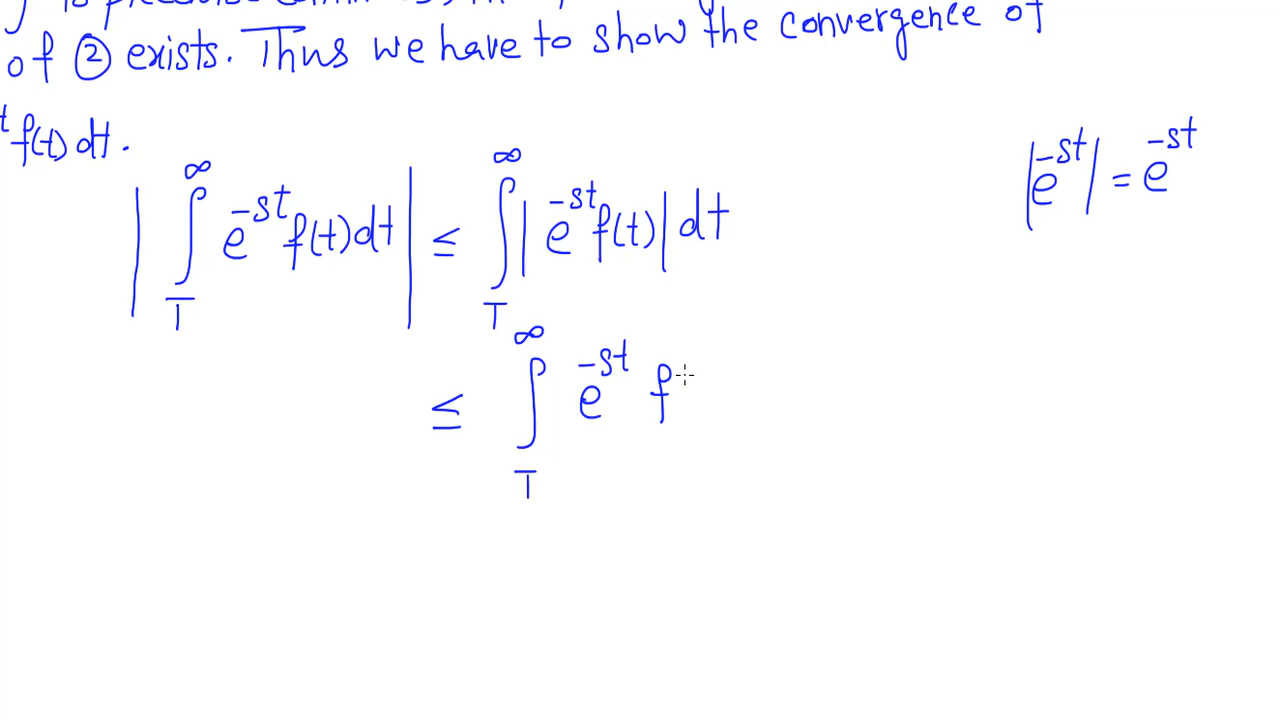 of ② exists. Thus we have to show the convergence of
t f(t) dt.
|e^{-st}| = e^{-st}
| ∫_T^∞ e^{-st} f(t) dt | ≤ ∫_T^∞ | e^{-st} f(t) | dt
≤ ∫_T^∞ e^{-st} f